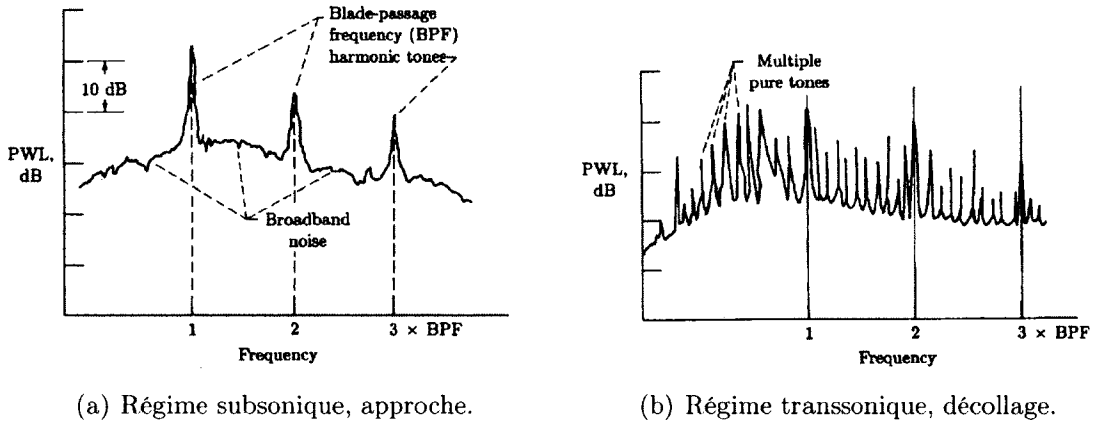 Blade-passage
frequency (BPF)
harmonic tones
10 dB
PWL,
dB
Broadband
noise
1
2
3 × BPF
Frequency
(a) Régime subsonique, approche.
Multiple
pure tones
PWL,
dB
1
2
3 × BPF
Frequency
(b) Régime transsonique, décollage.